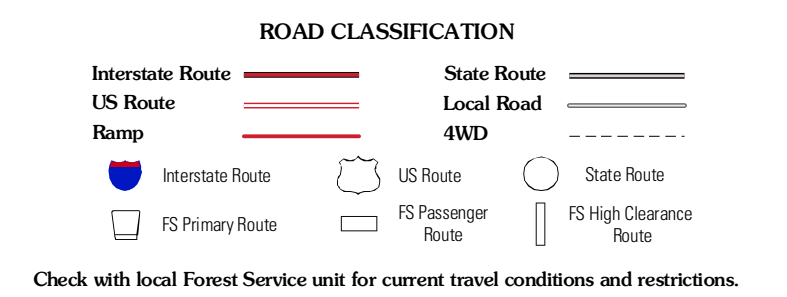 ROAD CLASSIFICATION
Interstate Route
State Route
US Route
Local Road
Ramp
4WD
Interstate Route
US Route
State Route
FS Primary Route
FS Passenger
Route
FS High Clearance
Route
Check with local Forest Service unit for current travel conditions and restrictions.